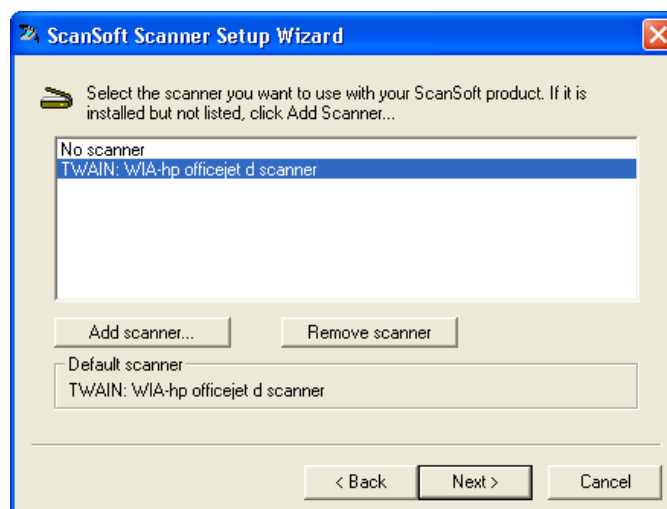 ScanSoft Scanner Setup Wizard
Select the scanner you want to use with your ScanSoft product. If it is
installed but not listed, click Add Scanner...
No scanner
TWAIN: WIA-hp officejet d scanner
Add scanner...
Remove scanner
Default scanner
TWAIN: WIA-hp officejet d scanner
< Back
Next >
Cancel